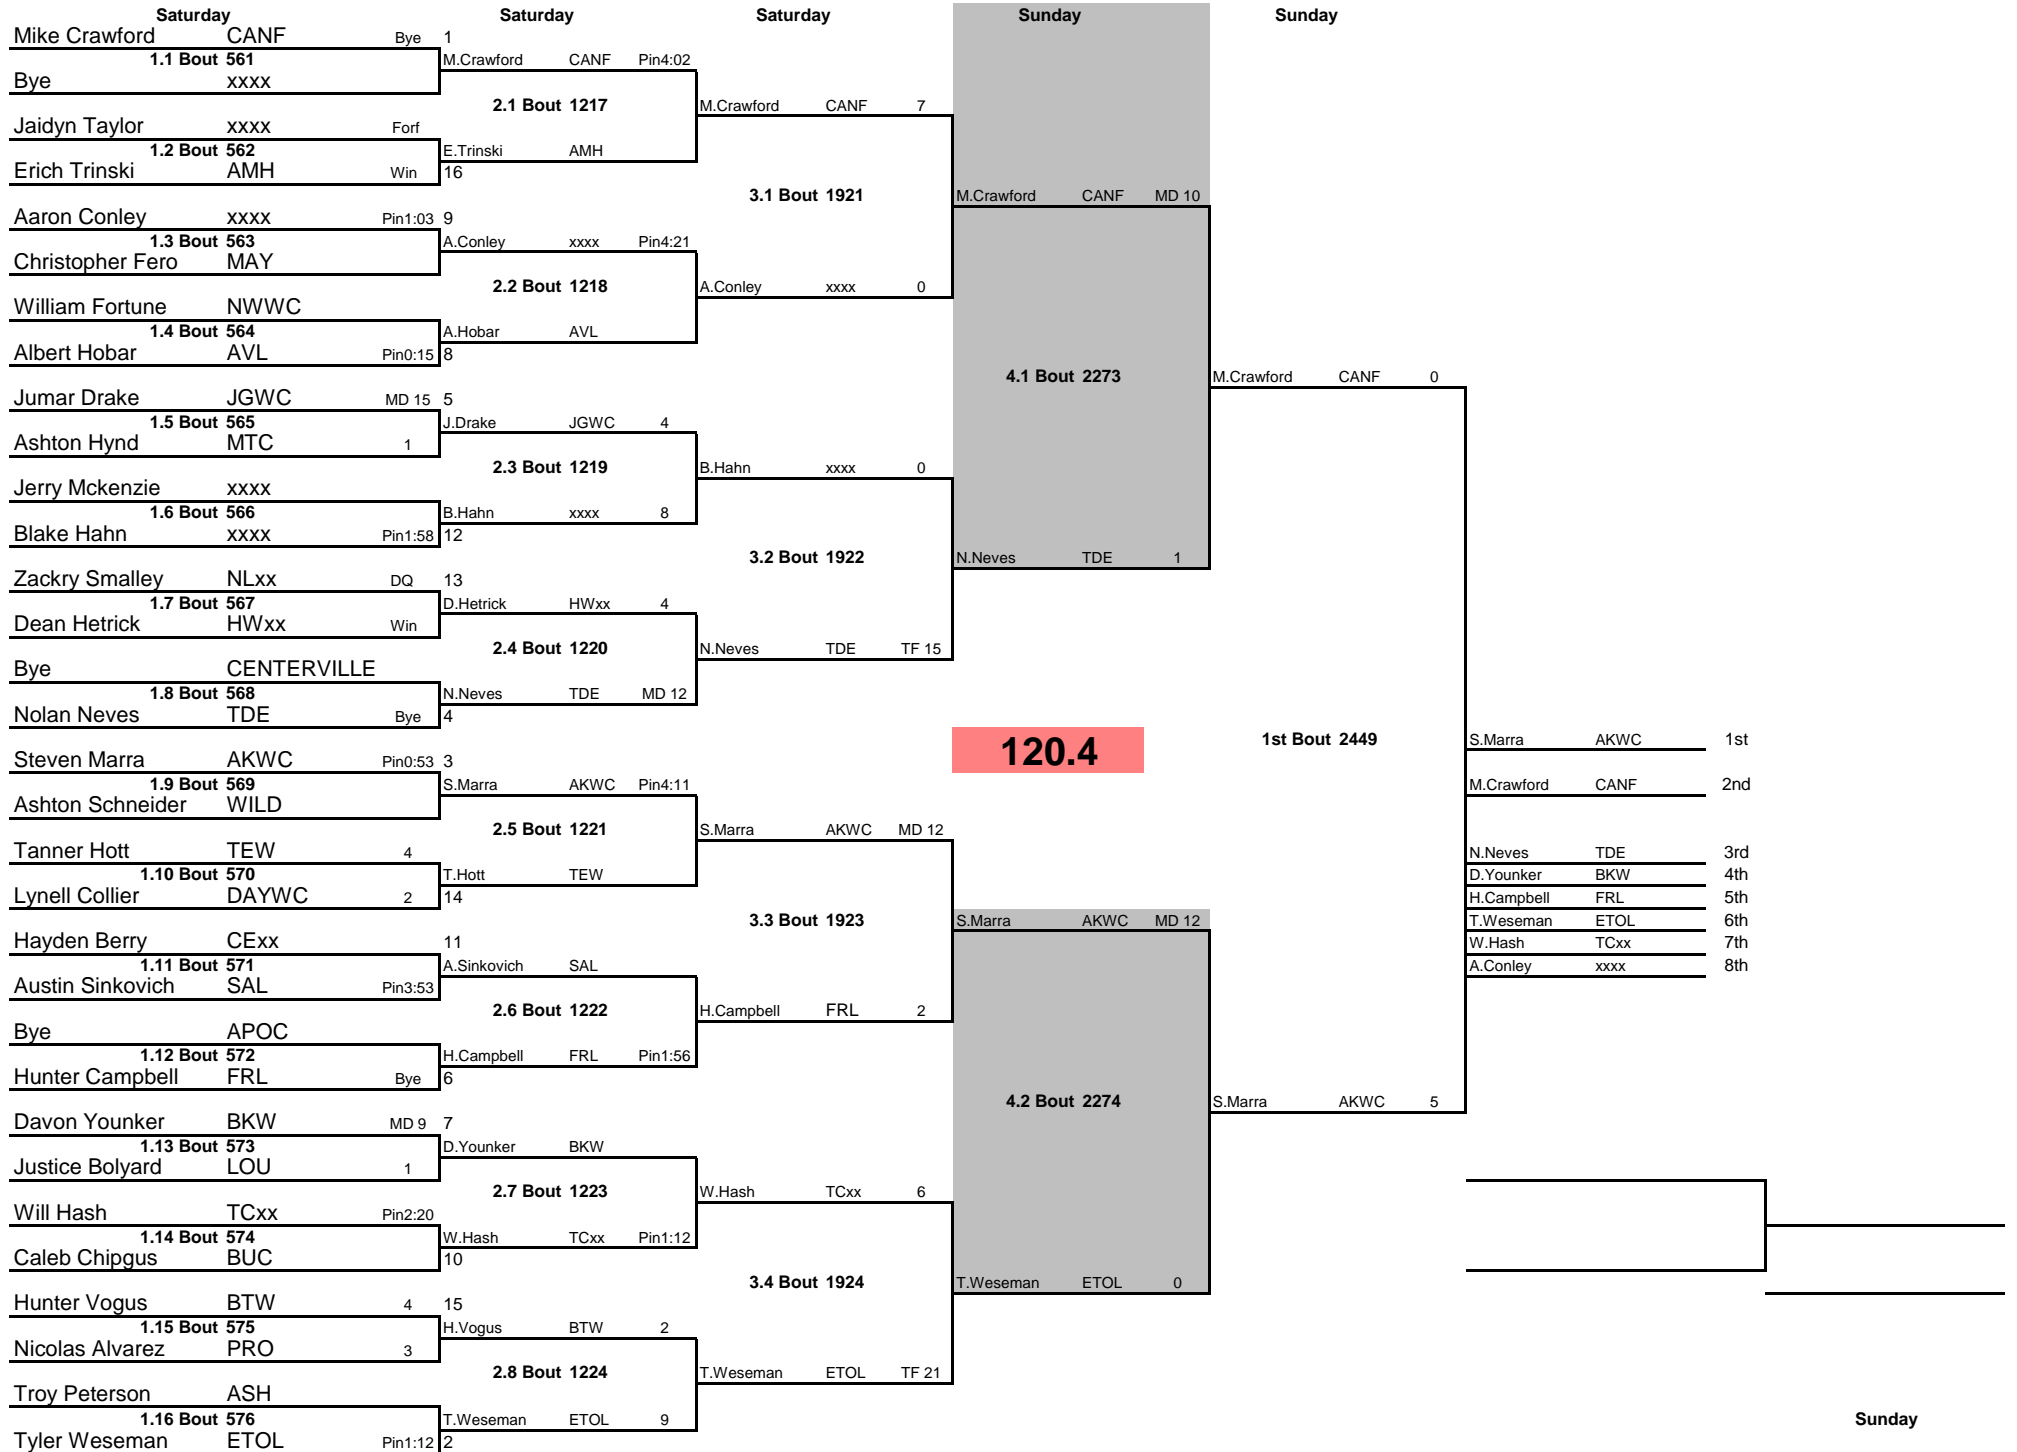 Saturday Saturday Saturday Sunday Sunday
Mike Crawford CANF Bye 1
1.1 Bout 561
M.Crawford CANF Pin4:02
Bye xxxx
2.1 Bout 1217
M.Crawford CANF 7
Jaidyn Taylor xxxx Forf
1.2 Bout 562
E.Trinski AMH
Erich Trinski AMH Win 16
3.1 Bout 1921
M.Crawford CANF MD 10
Aaron Conley xxxx Pin1:03 9
1.3 Bout 563
A.Conley xxxx Pin4:21
Christopher Fero MAY
2.2 Bout 1218
A.Conley xxxx 0
William Fortune NWWC
1.4 Bout 564
A.Hobar AVL
Albert Hobar AVL Pin0:15 8
4.1 Bout 2273
M.Crawford CANF 0
Jumar Drake JGWC MD 15 5
1.5 Bout 565
J.Drake JGWC 4
Ashton Hynd MTC 1
2.3 Bout 1219
B.Hahn xxxx 0
Jerry Mckenzie xxxx
1.6 Bout 566
B.Hahn xxxx 8
Blake Hahn xxxx Pin1:58 12
3.2 Bout 1922
N.Neves TDE 1
Zackry Smalley NLxx DQ 13
1.7 Bout 567
D.Hetrick HWxx 4
Dean Hetrick HWxx Win
2.4 Bout 1220
N.Neves TDE TF 15
Bye CENTERVILLE
1.8 Bout 568
N.Neves TDE MD 12
Nolan Neves TDE Bye 4
120.4
1st Bout 2449
S.Marra AKWC 1st
Steven Marra AKWC Pin0:53 3
1.9 Bout 569
S.Marra AKWC Pin4:11
M.Crawford CANF 2nd
Ashton Schneider WILD
2.5 Bout 1221
S.Marra AKWC MD 12
Tanner Hott TEW 4
N.Neves TDE 3rd
1.10 Bout 570
T.Hott TEW
D.Younker BKW 4th
Lynell Collier DAYWC 2 14
H.Campbell FRL 5th
3.3 Bout 1923
S.Marra AKWC MD 12
T.Weseman ETOL 6th
Hayden Berry CExx 11
W.Hash TCxx 7th
1.11 Bout 571
A.Sinkovich SAL
A.Conley xxxx 8th
Austin Sinkovich SAL Pin3:53
2.6 Bout 1222
H.Campbell FRL 2
Bye APOC
1.12 Bout 572
H.Campbell FRL Pin1:56
Hunter Campbell FRL Bye 6
4.2 Bout 2274
S.Marra AKWC 5
Davon Younker BKW MD 9 7
1.13 Bout 573
D.Younker BKW
Justice Bolyard LOU 1
2.7 Bout 1223
W.Hash TCxx 6
Will Hash TCxx Pin2:20
1.14 Bout 574
W.Hash TCxx Pin1:12
Caleb Chipgus BUC 10
3.4 Bout 1924
T.Weseman ETOL 0
Hunter Vogus BTW 4 15
1.15 Bout 575
H.Vogus BTW 2
Nicolas Alvarez PRO 3
2.8 Bout 1224
T.Weseman ETOL TF 21
Troy Peterson ASH
1.16 Bout 576
T.Weseman ETOL 9
Sunday
Tyler Weseman ETOL Pin1:12 2